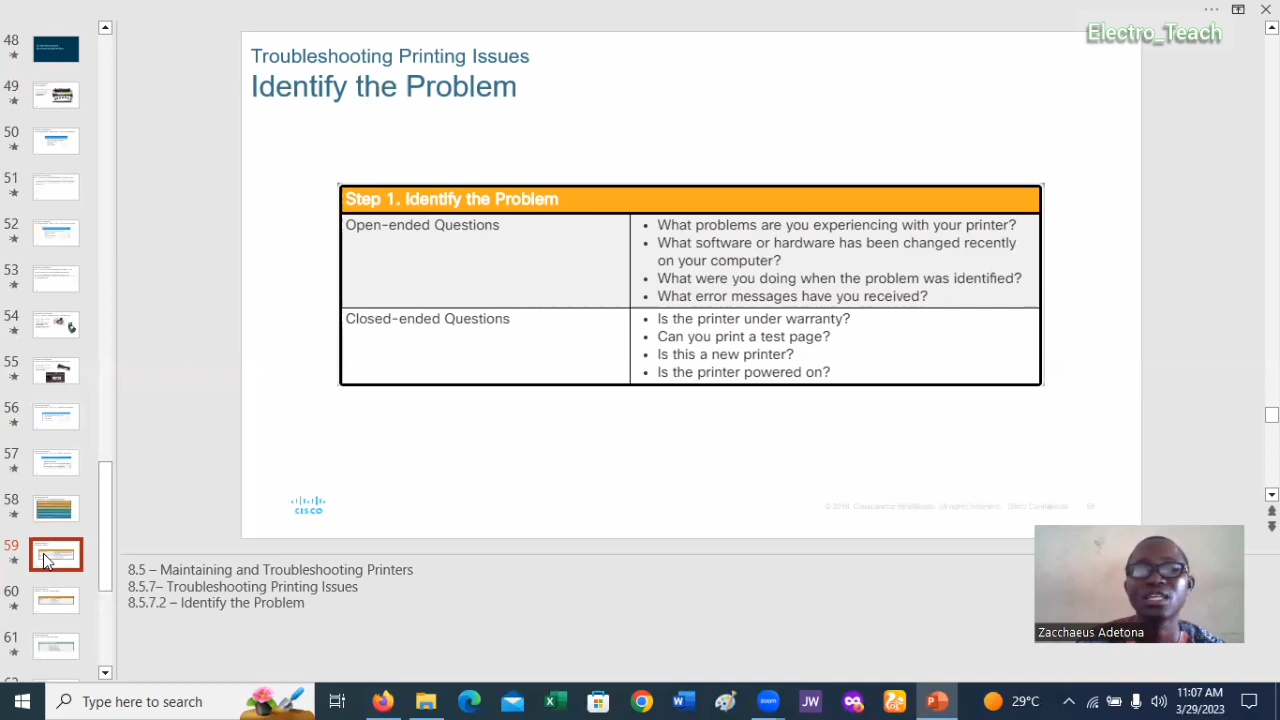 Electro_Teach
48
49
50
51
52
53
54
55
56
57
58
59
60
61
Troubleshooting Printing Issues
Identify the Problem
Step 1. Identify the Problem
Open-ended Questions
• What problems are you experiencing with your printer?
• What software or hardware has been changed recently
on your computer?
• What were you doing when the problem was identified?
• What error messages have you received?
Closed-ended Questions
• Is the printer under warranty?
• Can you print a test page?
• Is this a new printer?
• Is the printer powered on?
CISCO
8.5 – Maintaining and Troubleshooting Printers
8.5.7– Troubleshooting Printing Issues
8.5.7.2 – Identify the Problem
Zacchaeus Adetona
Type here to search
zoom
JW
29°C
11:07 AM
3/29/2023